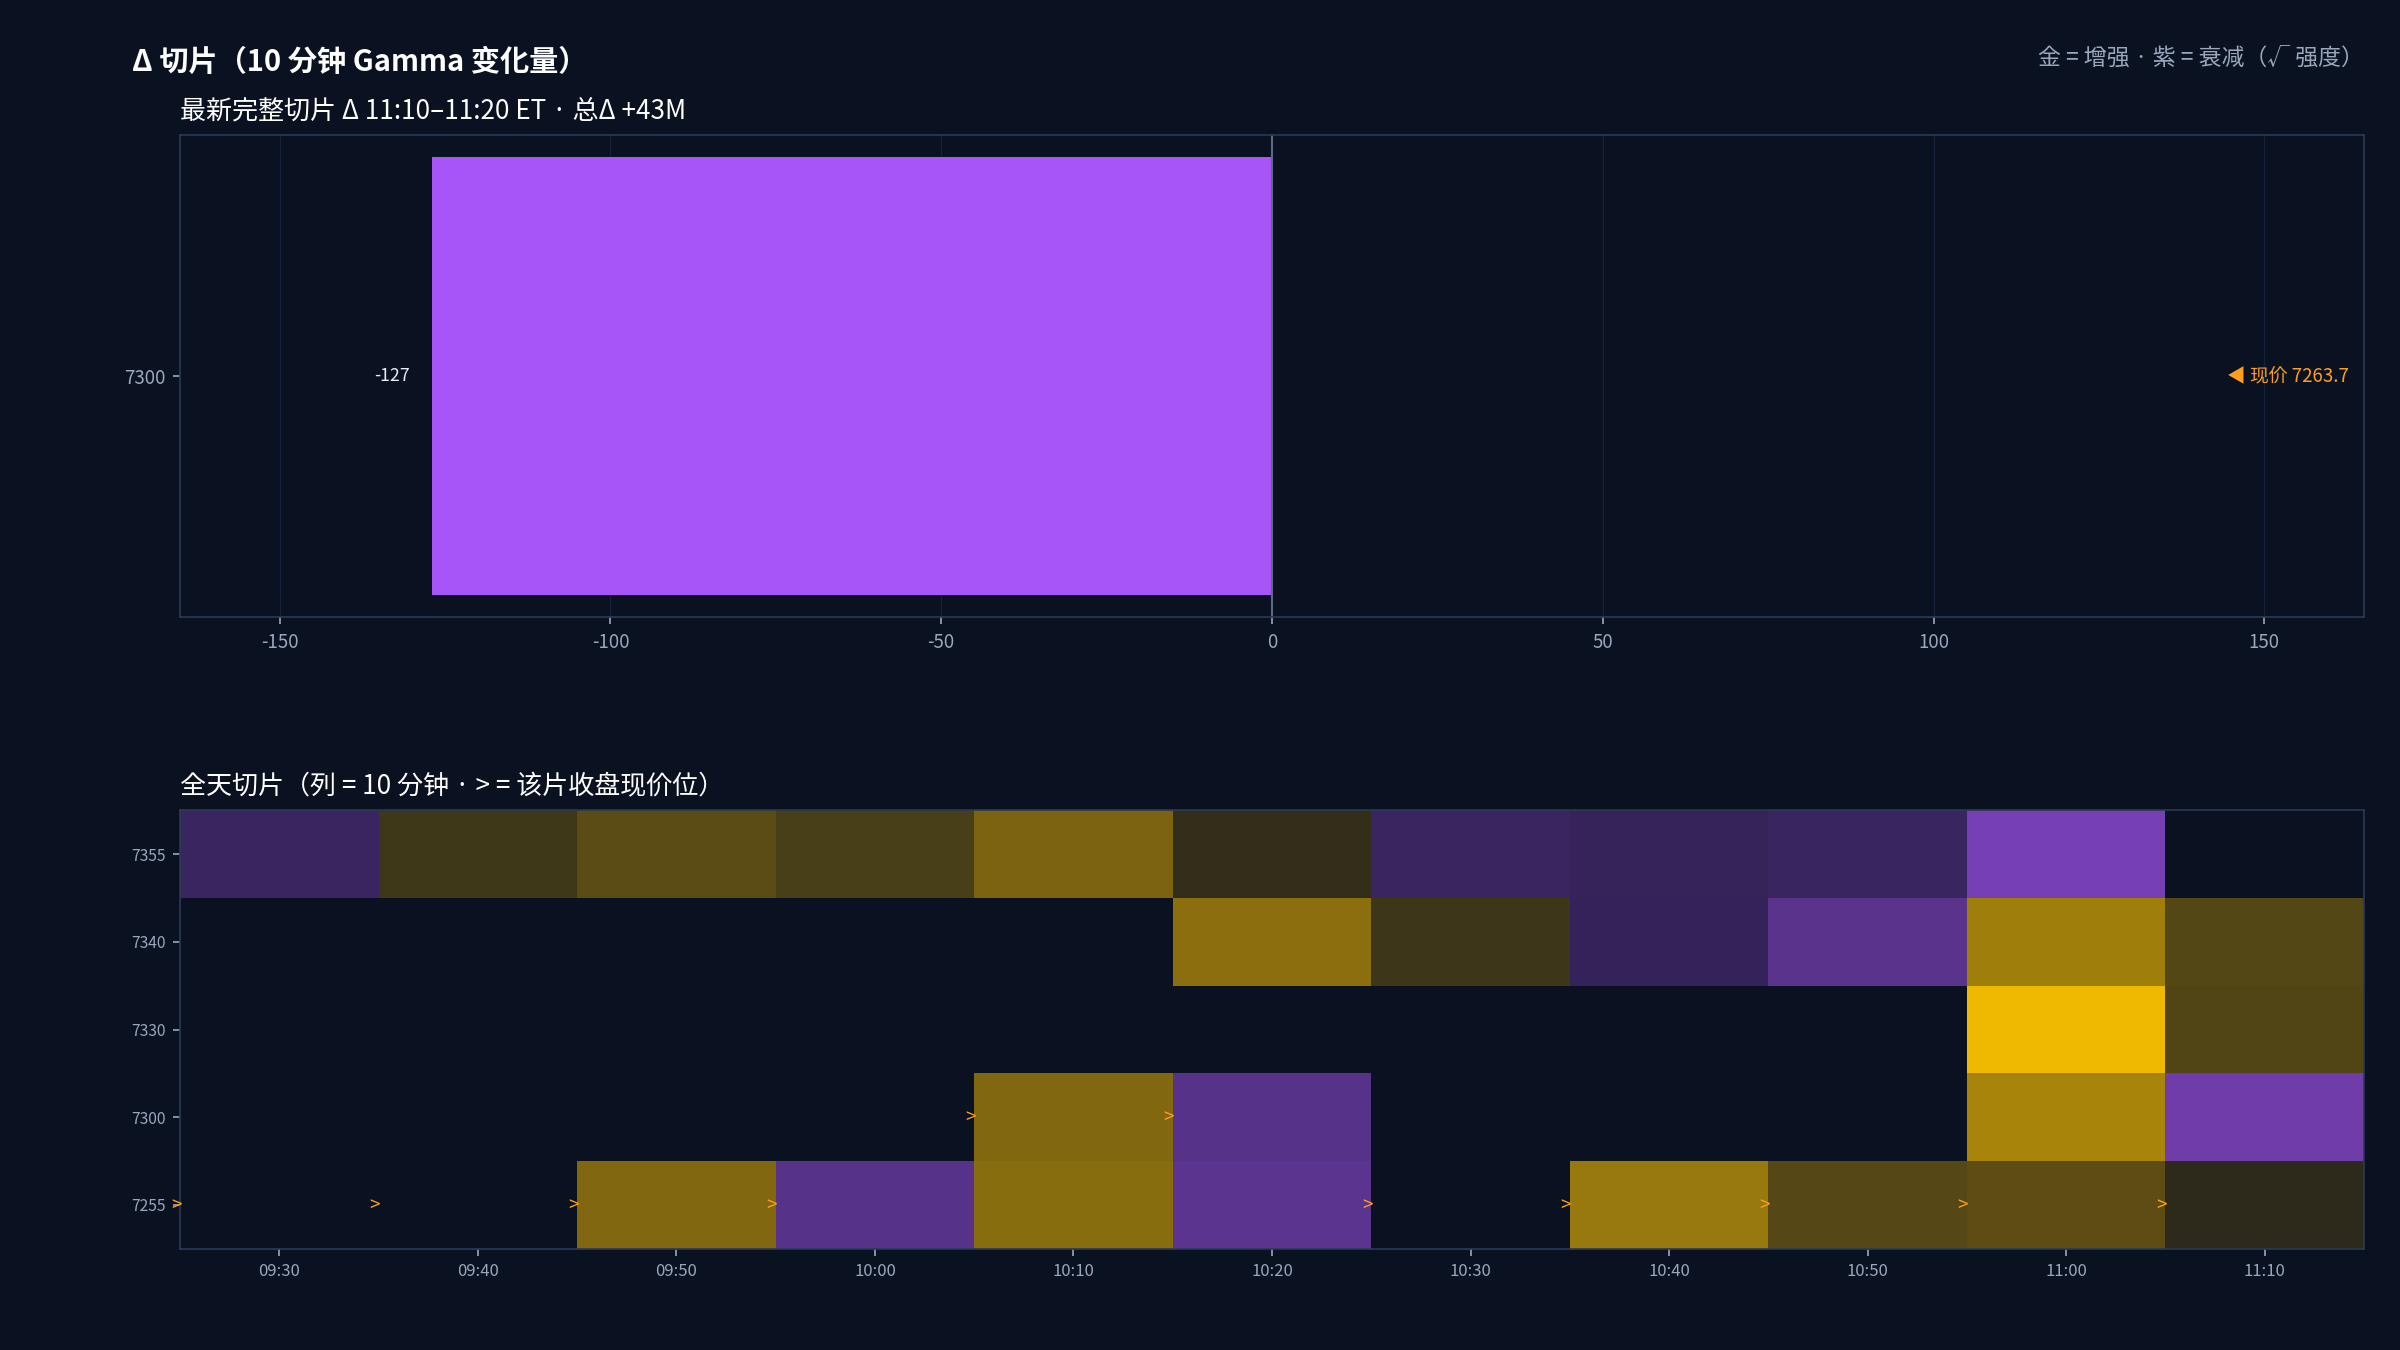 Δ 切片（10 分钟 Gamma 变化量）
金 = 增强 · 紫 = 衰减（√ 强度）
最新完整切片 Δ 11:10–11:20 ET · 总Δ +43M
7300
-127
◀ 现价 7263.7
-150 -100 -50 0 50 100 150
全天切片（列 = 10 分钟 · > = 该片收盘现价位）
7355
7340
7330
7300 > >
7255 > > > > > > > > >
09:30 09:40 09:50 10:00 10:10 10:20 10:30 10:40 10:50 11:00 11:10